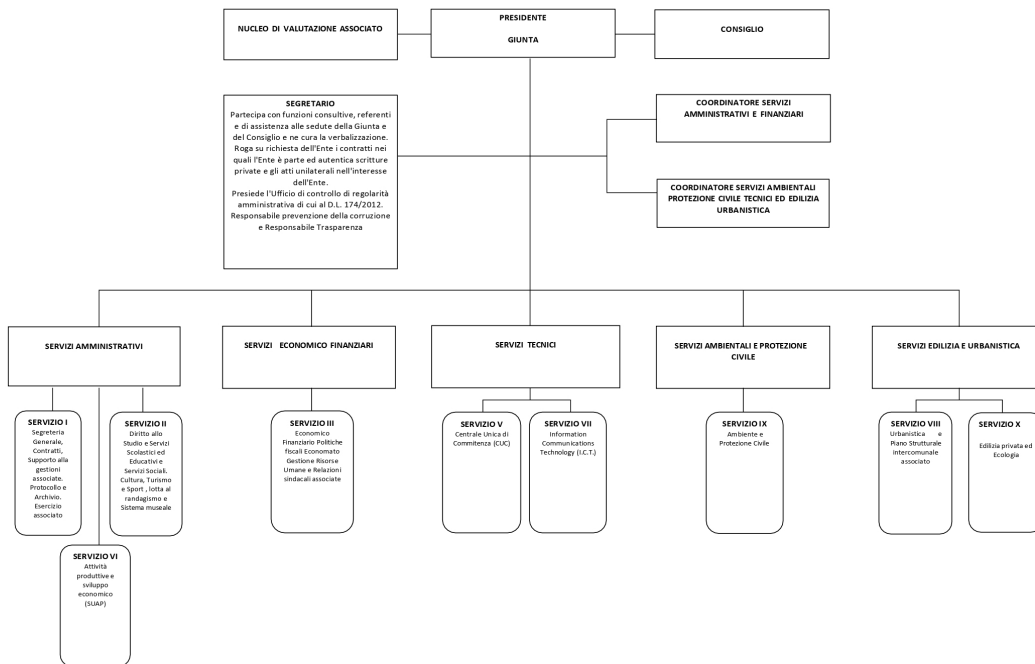 NUCLEO DI VALUTAZIONE ASSOCIATO
PRESIDENTE
GIUNTA
CONSIGLIO
SEGRETARIO
Partecipa con funzioni consultive, referenti
e di assistenza alle sedute della Giunta e
del Consiglio e ne cura la verbalizzazione.
Roga su richiesta dell'Ente i contratti nei
quali l'Ente è parte ed autentica scritture
private e gli atti unilaterali nell'interesse
dell'Ente.
Presiede l'Ufficio di controllo di regolarità
amministrativa di cui al D.L. 174/2012.
Responsabile prevenzione della corruzione
e Responsabile Trasparenza
COORDINATORE SERVIZI
AMMINISTRATIVI E FINANZIARI
COORDINATORE SERVIZI AMBIENTALI
PROTEZIONE CIVILE TECNICI ED EDILIZIA
URBANISTICA
SERVIZI AMMINISTRATIVI
SERVIZI ECONOMICO FINANZIARI
SERVIZI TECNICI
SERVIZI AMBIENTALI E PROTEZIONE
CIVILE
SERVIZI EDILIZIA E URBANISTICA
SERVIZIO I
Segreteria
Generale,
Contratti,
Supporto alla
gestioni
associate.
Protocollo e
Archivio.
Esercizio
associato
SERVIZIO II
Diritto allo
Studio e Servizi
Scolastici ed
Educativi e
Servizi Sociali.
Cultura, Turismo
e Sport , lotta al
randagismo e
Sistema museale
SERVIZIO III
Economico
Finanziario Politiche
fiscali Economato
Gestione Risorse
Umane e Relazioni
sindacali associate
SERVIZIO V
Centrale Unica di
Commitenza (CUC)
SERVIZIO VII
Information
Communications
Technology (I.C.T.)
SERVIZIO IX
Ambiente e
Protezione Civile
SERVIZIO VIII
Urbanistica e
Piano Strutturale
intercomunale
associato
SERVIZIO X
Edilizia privata ed
Ecologia
SERVIZIO VI
Attività
produttive e
sviluppo
economico
(SUAP)